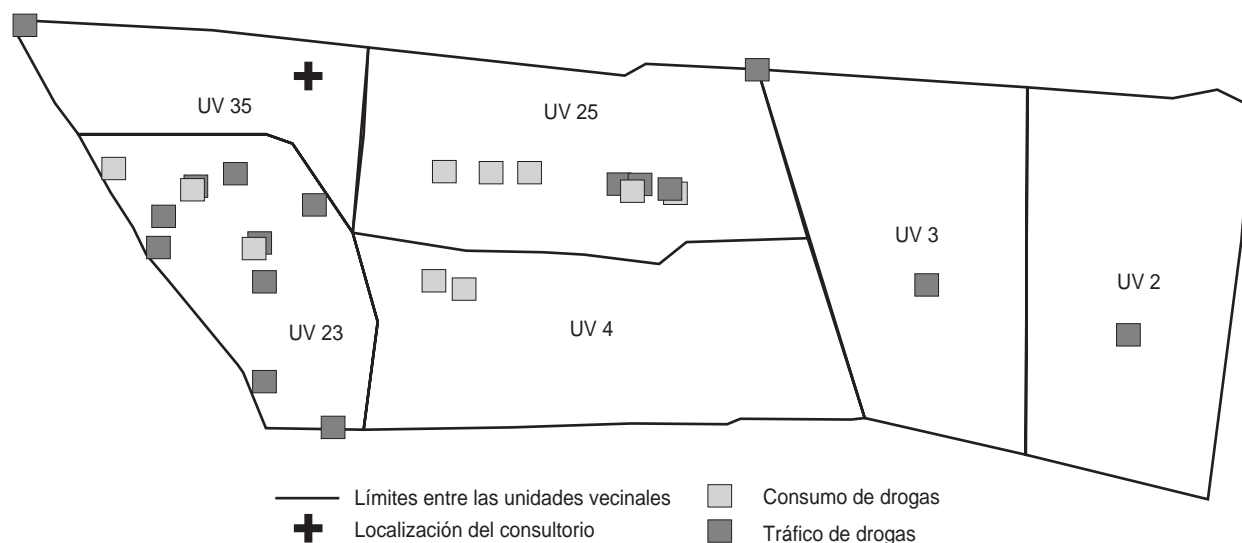 UV 35
UV 25
UV 3
UV 2
UV 4
UV 23
Límites entre las unidades vecinales
Localización del consultorio
Consumo de drogas
Tráfico de drogas